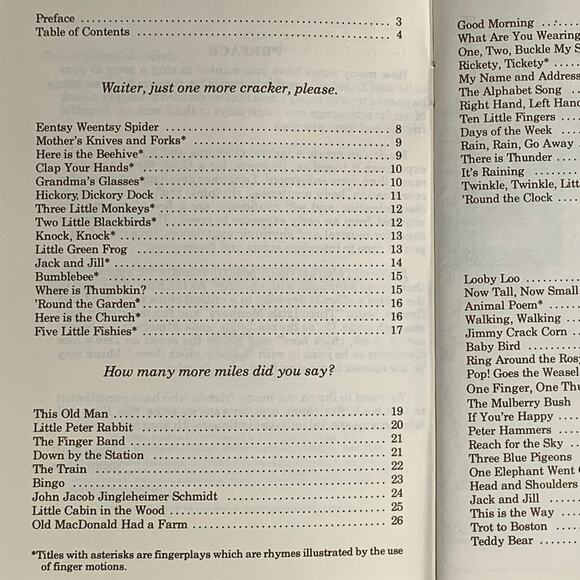 Preface 3
Table of Contents 4
Waiter, just one more cracker, please.
Eentsy Weentsy Spider 8
Mother's Knives and Forks* 9
Here is the Beehive* 9
Clap Your Hands* 10
Grandma's Glasses* 10
Hickory, Dickory Dock 11
Three Little Monkeys* 12
Two Little Blackbirds* 12
Knock, Knock* 13
Little Green Frog 13
Jack and Jill* 14
Bumblebee* 15
Where is Thumbkin? 15
'Round the Garden* 16
Here is the Church* 16
Five Little Fishies* 17
How many more miles did you say?
This Old Man 19
Little Peter Rabbit 20
The Finger Band 21
Down by the Station 21
The Train 22
Bingo 23
John Jacob Jingleheimer Schmidt 24
Little Cabin in the Wood 25
Old MacDonald Had a Farm 26
*Titles with asterisks are fingerplays which are rhymes illustrated by the use
of finger motions.
Good Morning
What Are You Wearing
One, Two, Buckle My S
Rickety, Tickety*
My Name and Address
The Alphabet Song
Right Hand, Left Hand
Ten Little Fingers
Days of the Week
Rain, Rain, Go Away
There is Thunder
It's Raining
Twinkle, Twinkle, Litt
'Round the Clock
Looby Loo
Now Tall, Now Small
Animal Poem*
Walking, Walking
Jimmy Crack Corn
Baby Bird
Ring Around the Rosy
Pop! Goes the Weasel
One Finger, One Thu
The Mulberry Bush
If You're Happy
Peter Hammers
Reach for the Sky
Three Blue Pigeons
One Elephant Went
Head and Shoulders
Jack and Jill
This is the Way
Trot to Boston
Teddy Bear